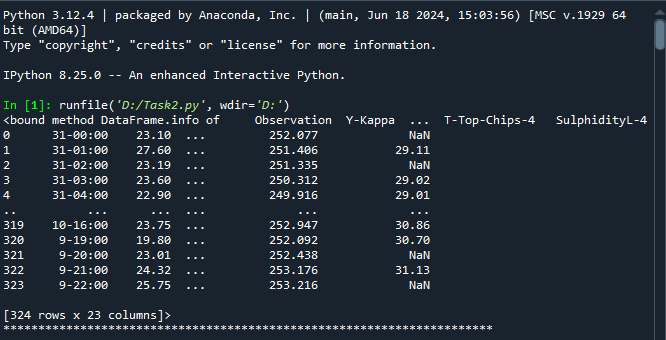 Python 3.12.4 | packaged by Anaconda, Inc. | (main, Jun 18 2024, 15:03:56) [MSC v.1929 64
bit (AMD64)]
Type "copyright", "credits" or "license" for more information.
IPython 8.25.0 -- An enhanced Interactive Python.
In [1]: runfile('D:/Task2.py', wdir='D:')
<bound method DataFrame.info of     Observation  Y-Kappa  ...  T-Top-Chips-4   SulphidityL-4
0      31-00:00    23.10  ...        252.077            NaN
1      31-01:00    27.60  ...        251.406          29.11
2      31-02:00    23.19  ...        251.335            NaN
3      31-03:00    23.60  ...        250.312          29.02
4      31-04:00    22.90  ...        249.916          29.01
..          ...      ...  ...            ...            ...
319    10-16:00    23.75  ...        252.947          30.86
320     9-19:00    19.80  ...        252.092          30.70
321     9-20:00    23.01  ...        252.438            NaN
322     9-21:00    24.32  ...        253.176          31.13
323     9-22:00    25.75  ...        253.216            NaN
[324 rows x 23 columns]>
**********************************************************************